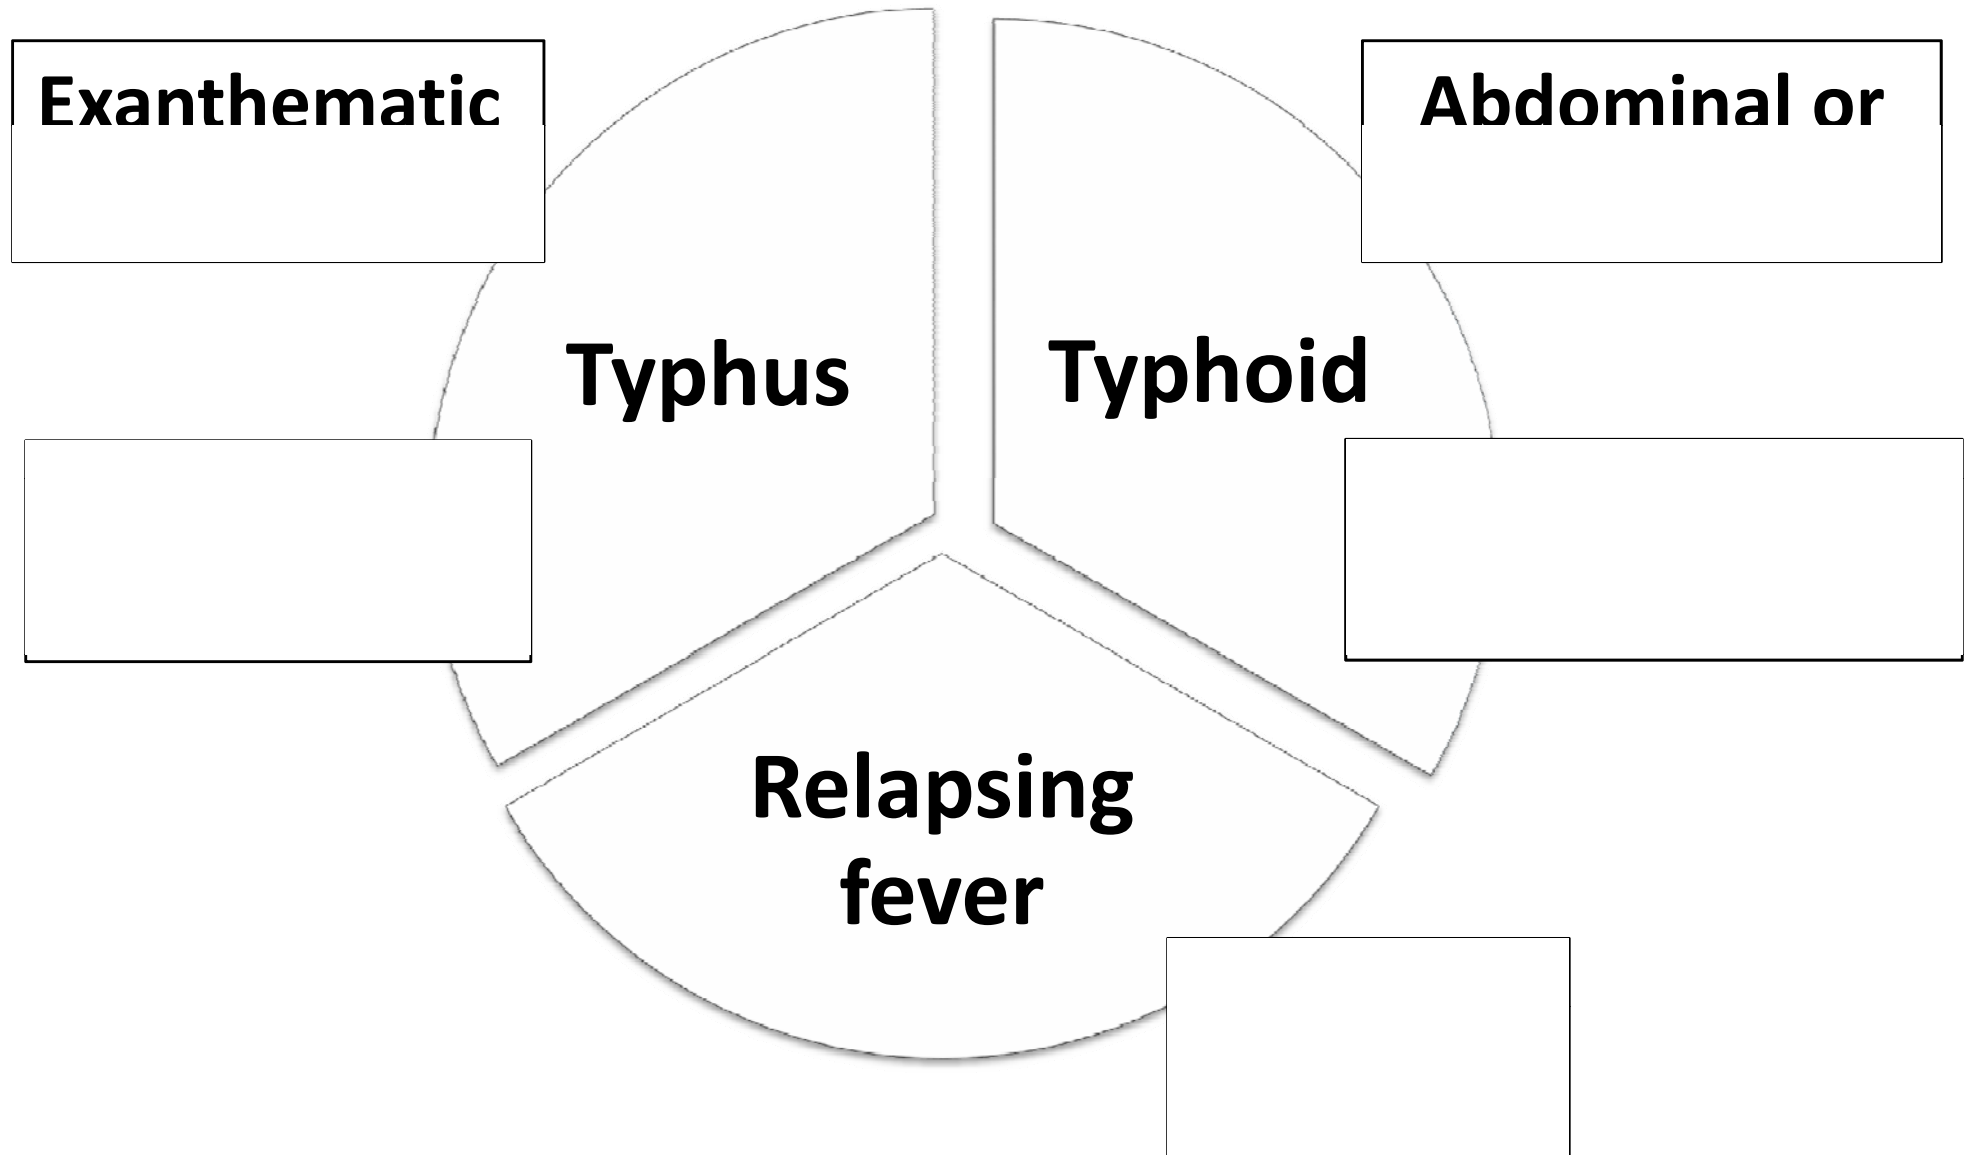 Exanthematic
Abdominal or
Typhus
Typhoid
Relapsing
fever